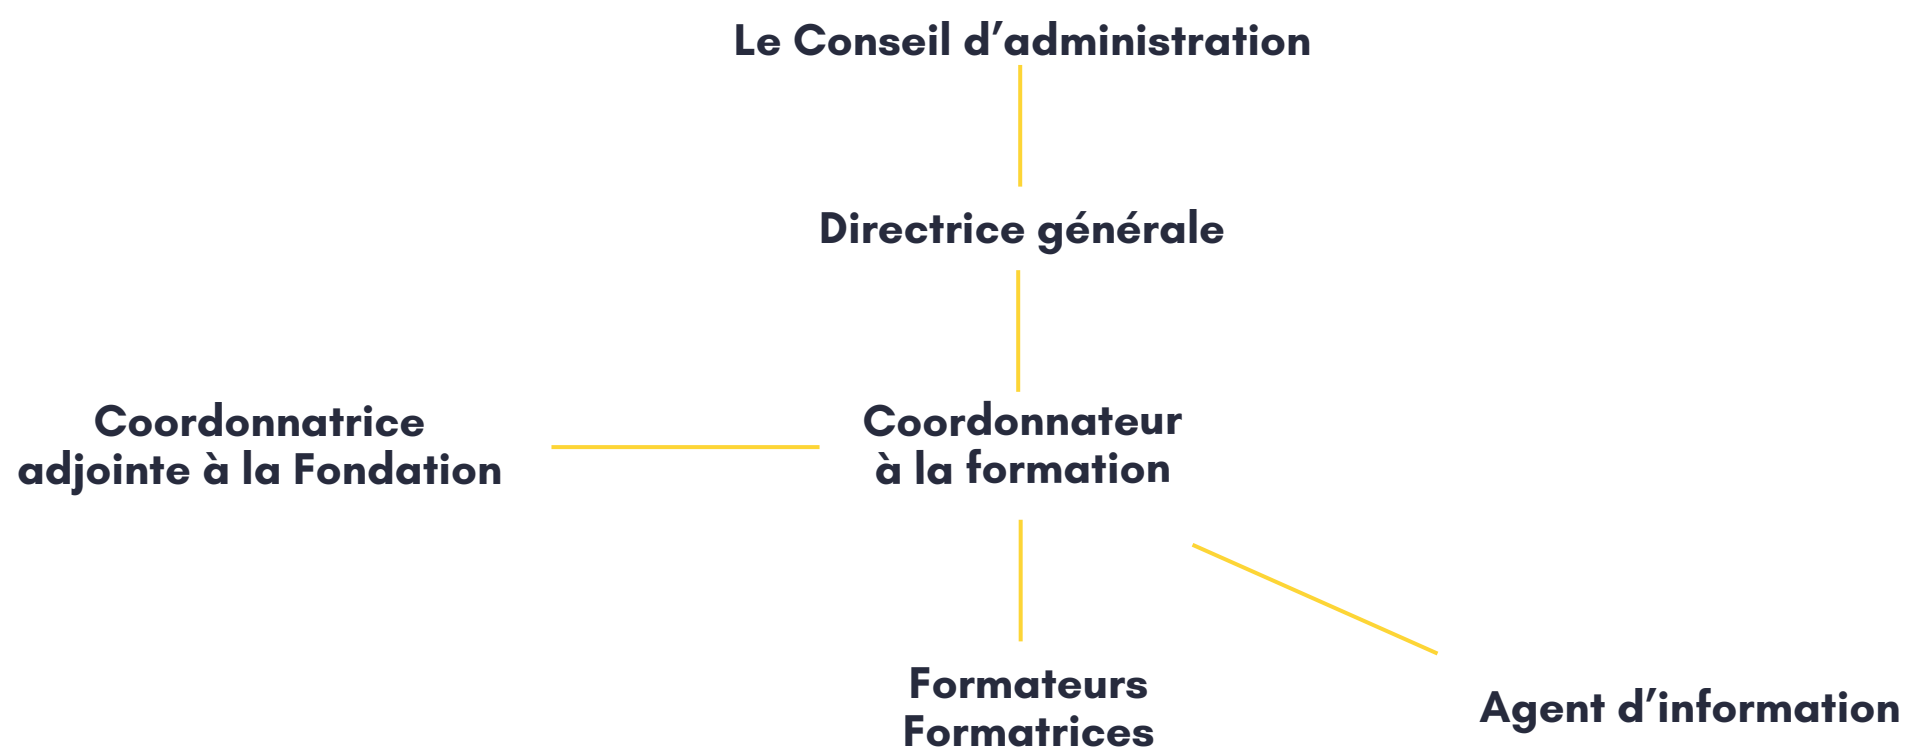 Le Conseil d’administration
Directrice générale
Coordonnatrice
adjointe à la Fondation
Coordonnateur
à la formation
Formateurs
Formatrices
Agent d’information